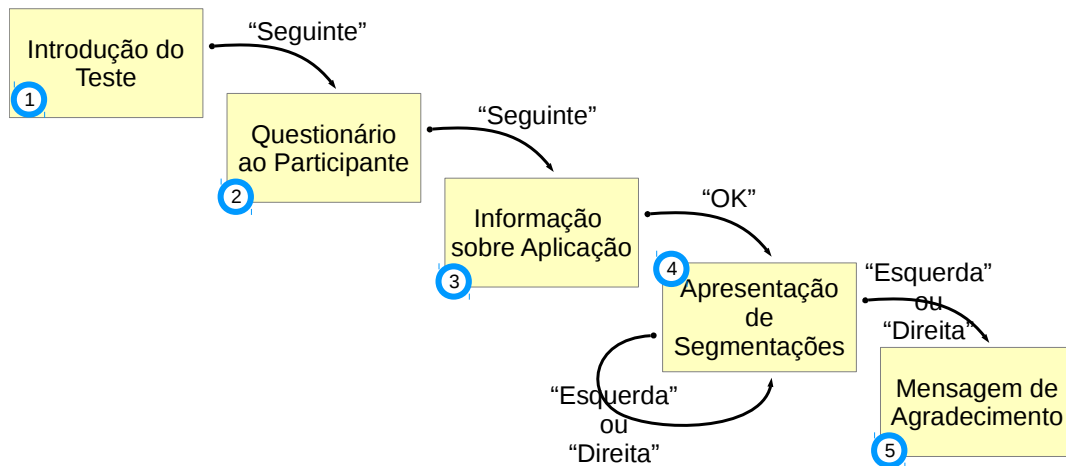 Introdução do
Teste
1
“Seguinte”
Questionário
ao Participante
2
“Seguinte”
Informação
sobre Aplicação
3
“OK”
4
Apresentação
de
Segmentações
“Esquerda”
ou
“Direita”
“Esquerda”
ou
“Direita”
Mensagem de
Agradecimento
5